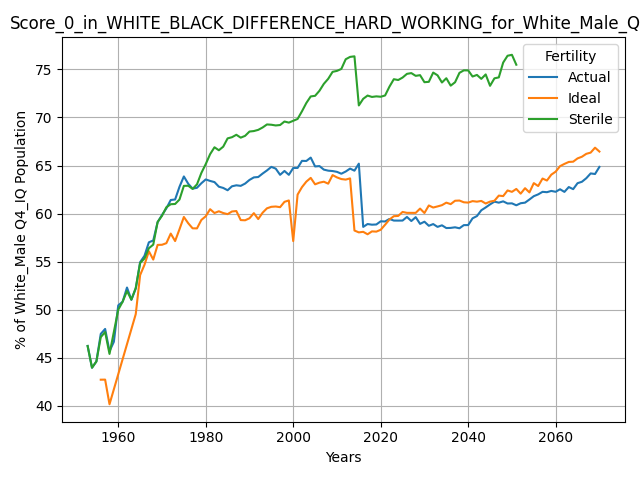 Score_0_in_WHITE_BLACK_DIFFERENCE_HARD_WORKING_for_White_Male_Q
% of White_Male Q4_IQ Population
75
70
65
60
55
50
45
40
Fertility
Actual
Ideal
Sterile
1960 1980 2000 2020 2040 2060
Years